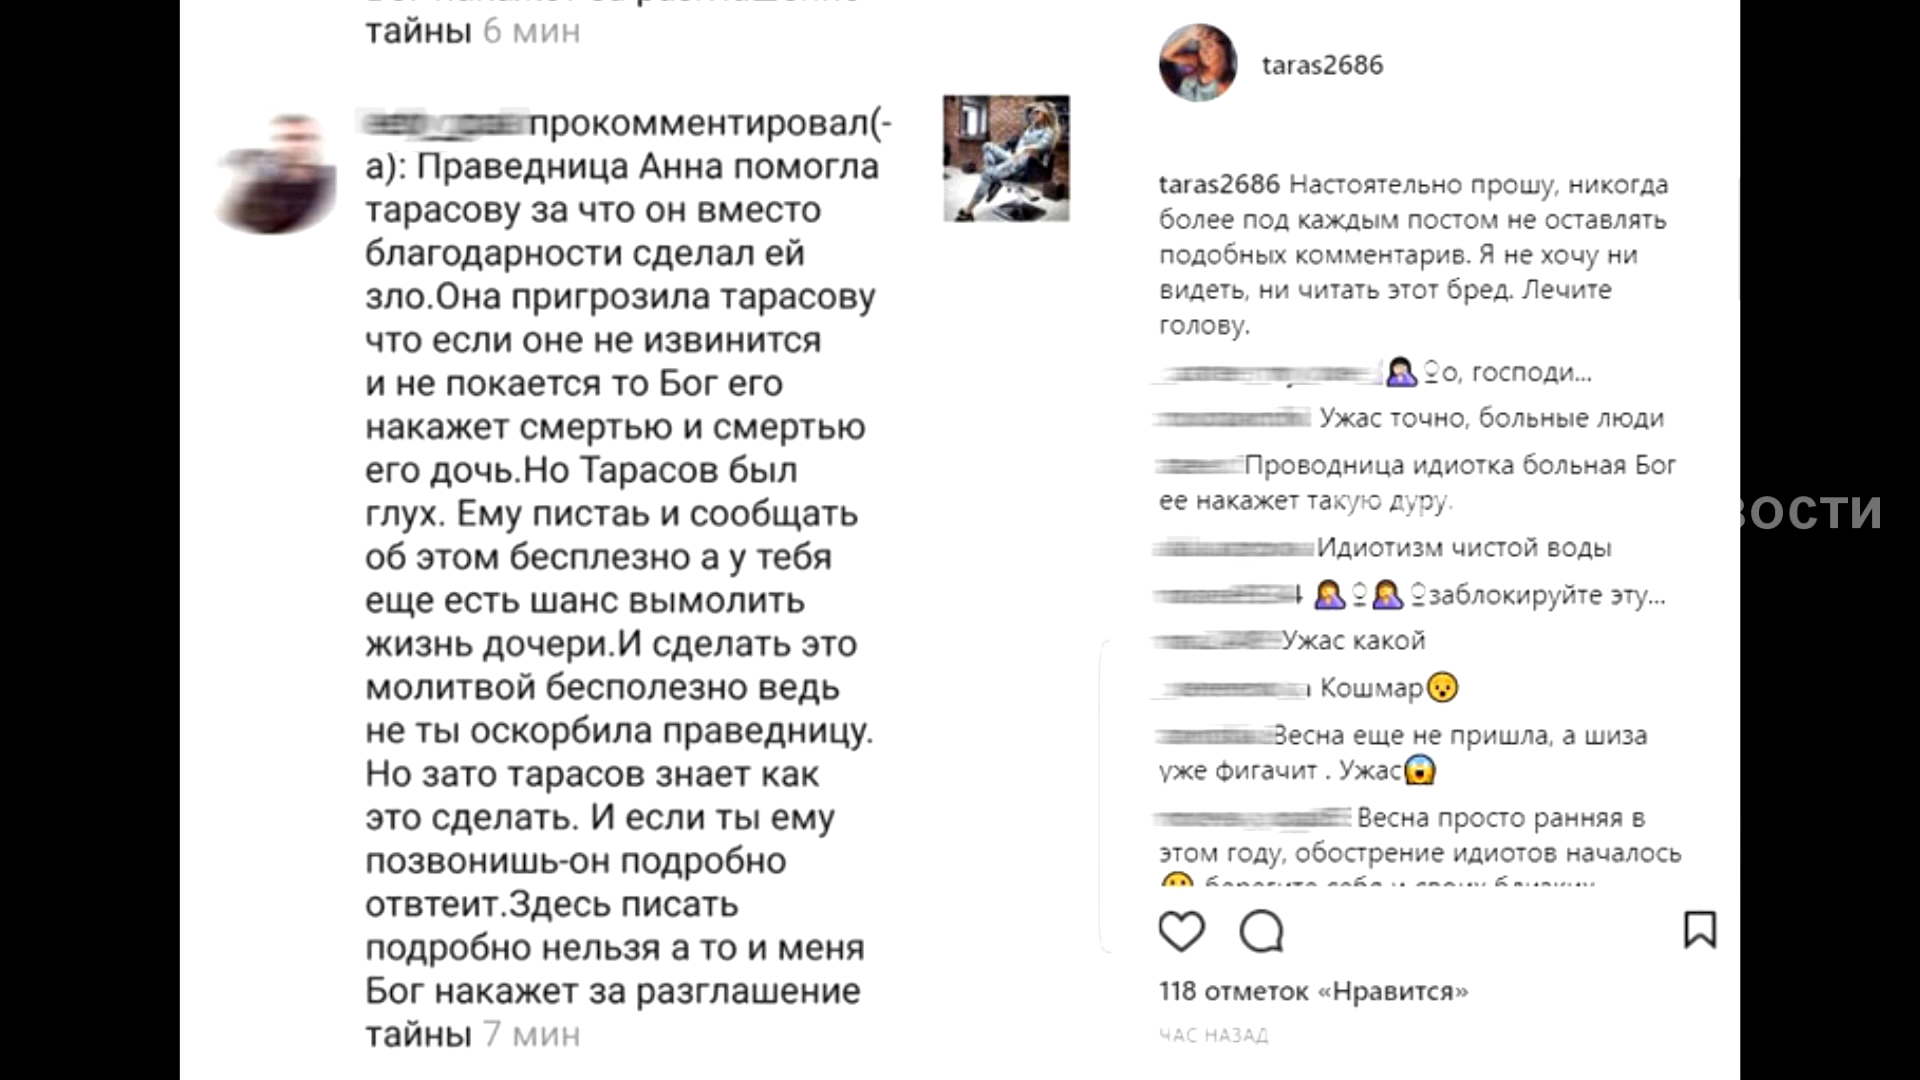 тайны 6 мин
прокомментировал(-
а): Праведница Анна помогла
тарасову за что он вместо
благодарности сделал ей
зло.Она пригрозила тарасову
что если оне не извинится
и не покается то Бог его
накажет смертью и смертью
его дочь.Но Тарасов был
глух. Ему пистаь и сообщать
об этом бесплезно а у тебя
еще есть шанс вымолить
жизнь дочери.И сделать это
молитвой бесполезно ведь
не ты оскорбила праведницу.
Но зато тарасов знает как
это сделать. И если ты ему
позвонишь-он подробно
отвтеит.Здесь писать
подробно нельзя а то и меня
Бог накажет за разглашение
тайны 7 мин
taras2686
taras2686 Настоятельно прошу, никогда
более под каждым постом не оставлять
подобных комментарив. Я не хочу ни
видеть, ни читать этот бред. Лечите
голову.
🤦🏻♀о, господи...
Ужас точно, больные люди
Проводница идиотка больная Бог
ее накажет такую дуру.
Идиотизм чистой воды
🤦♀🤦♀заблокируйте эту...
Ужас какой
Кошмар😮
Весна еще не пришла, а шиза
уже фигачит . Ужас😱
Весна просто ранняя в
этом году, обострение идиотов началось
берегите себя и своих близких
118 отметок «Нравится»
ЧАС НАЗАД
ости